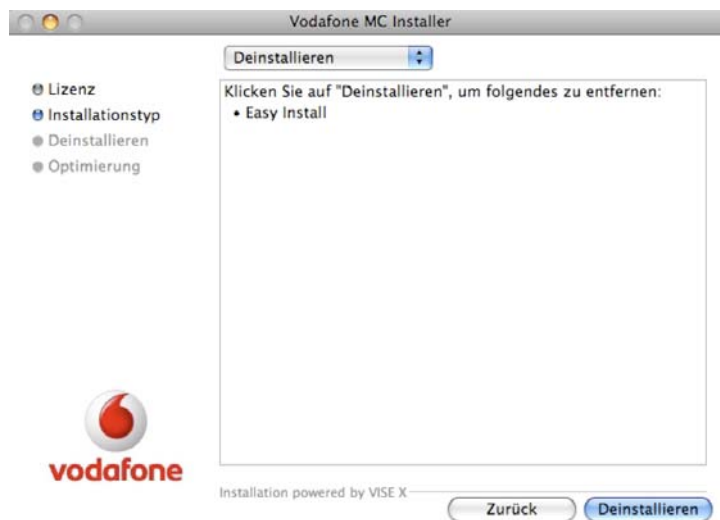 Vodafone MC Installer
Deinstallieren
Lizenz
Installationstyp
Deinstallieren
Optimierung
Klicken Sie auf "Deinstallieren", um folgendes zu entfernen:
• Easy Install
vodafone
Installation powered by VISE X
Zurück
Deinstallieren